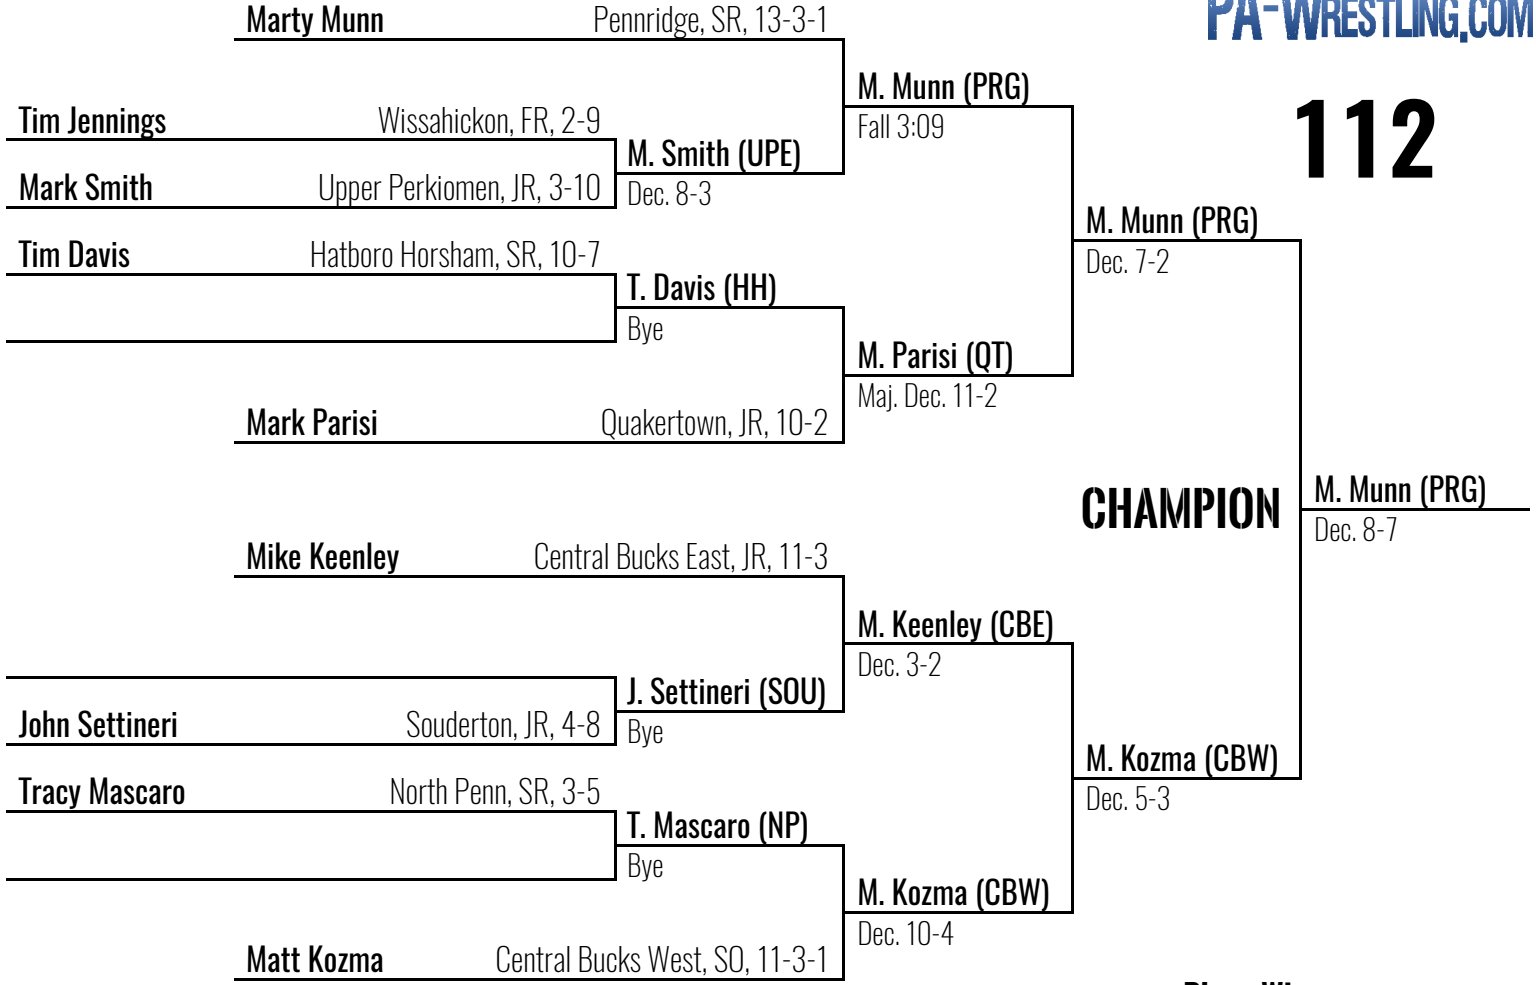 Marty Munn Pennridge, SR, 13-3-1
PA-WRESTLING.COM
M. Munn (PRG)
Fall 3:09
112
Tim Jennings Wissahickon, FR, 2-9
M. Smith (UPE)
Dec. 8-3
Mark Smith Upper Perkiomen, JR, 3-10
M. Munn (PRG)
Dec. 7-2
Tim Davis Hatboro Horsham, SR, 10-7
T. Davis (HH)
Bye
M. Parisi (QT)
Maj. Dec. 11-2
Mark Parisi Quakertown, JR, 10-2
CHAMPION
M. Munn (PRG)
Dec. 8-7
Mike Keenley Central Bucks East, JR, 11-3
M. Keenley (CBE)
Dec. 3-2
J. Settineri (SOU)
Bye
John Settineri Souderton, JR, 4-8
M. Kozma (CBW)
Dec. 5-3
Tracy Mascaro North Penn, SR, 3-5
T. Mascaro (NP)
Bye
M. Kozma (CBW)
Dec. 10-4
Matt Kozma Central Bucks West, SO, 11-3-1